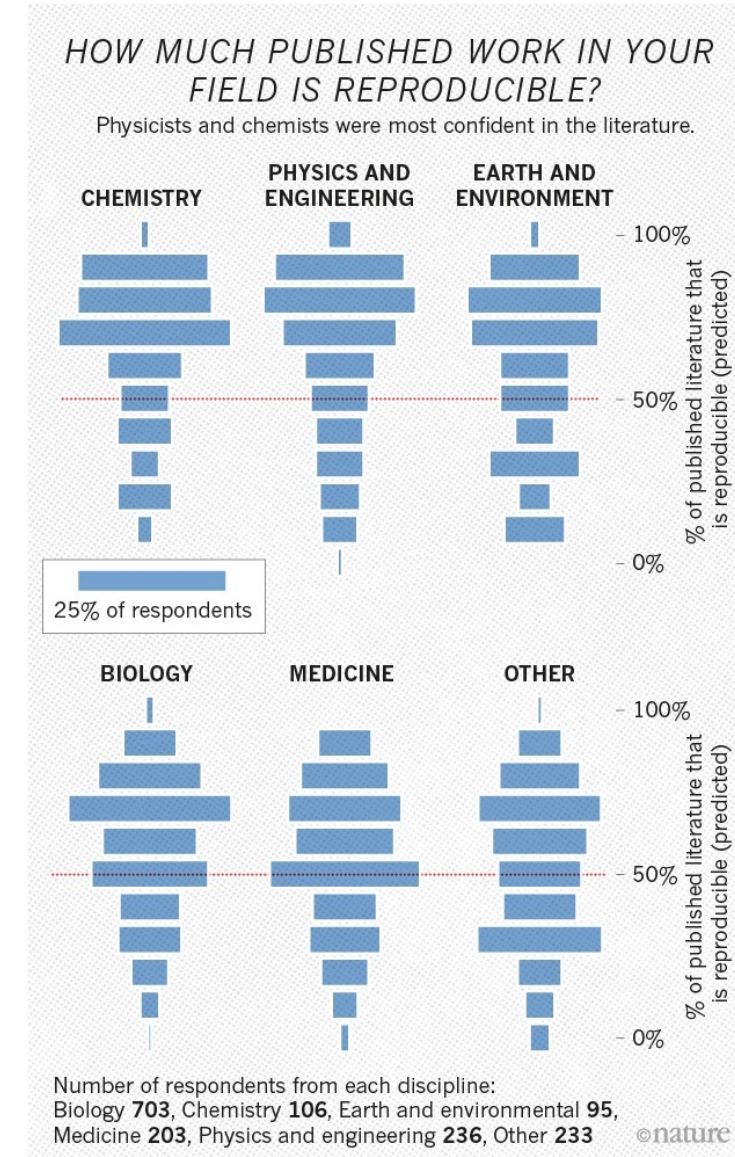 HOW MUCH PUBLISHED WORK IN YOUR
FIELD IS REPRODUCIBLE?
Physicists and chemists were most confident in the literature.
CHEMISTRY
PHYSICS AND
ENGINEERING
EARTH AND
ENVIRONMENT
100%
50%
0%
% of published literature that
is reproducible (predicted)
25% of respondents
BIOLOGY
MEDICINE
OTHER
100%
50%
0%
% of published literature that
is reproducible (predicted)
Number of respondents from each discipline:
Biology 703, Chemistry 106, Earth and environmental 95,
Medicine 203, Physics and engineering 236, Other 233
©nature